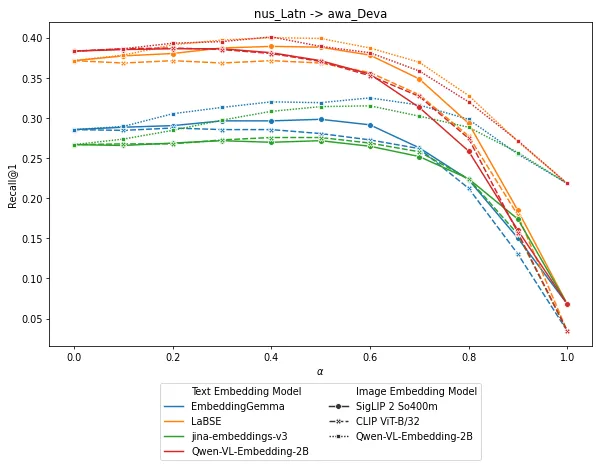 nus_Latn -> awa_Deva
Recall@1
0.40
0.35
0.30
0.25
0.20
0.15
0.10
0.05
0.0 0.2 0.4 0.6 0.8 1.0
α
Text Embedding Model Image Embedding Model
EmbeddingGemma SigLIP 2 So400m
LaBSE CLIP ViT-B/32
jina-embeddings-v3 Qwen-VL-Embedding-2B
Qwen-VL-Embedding-2B